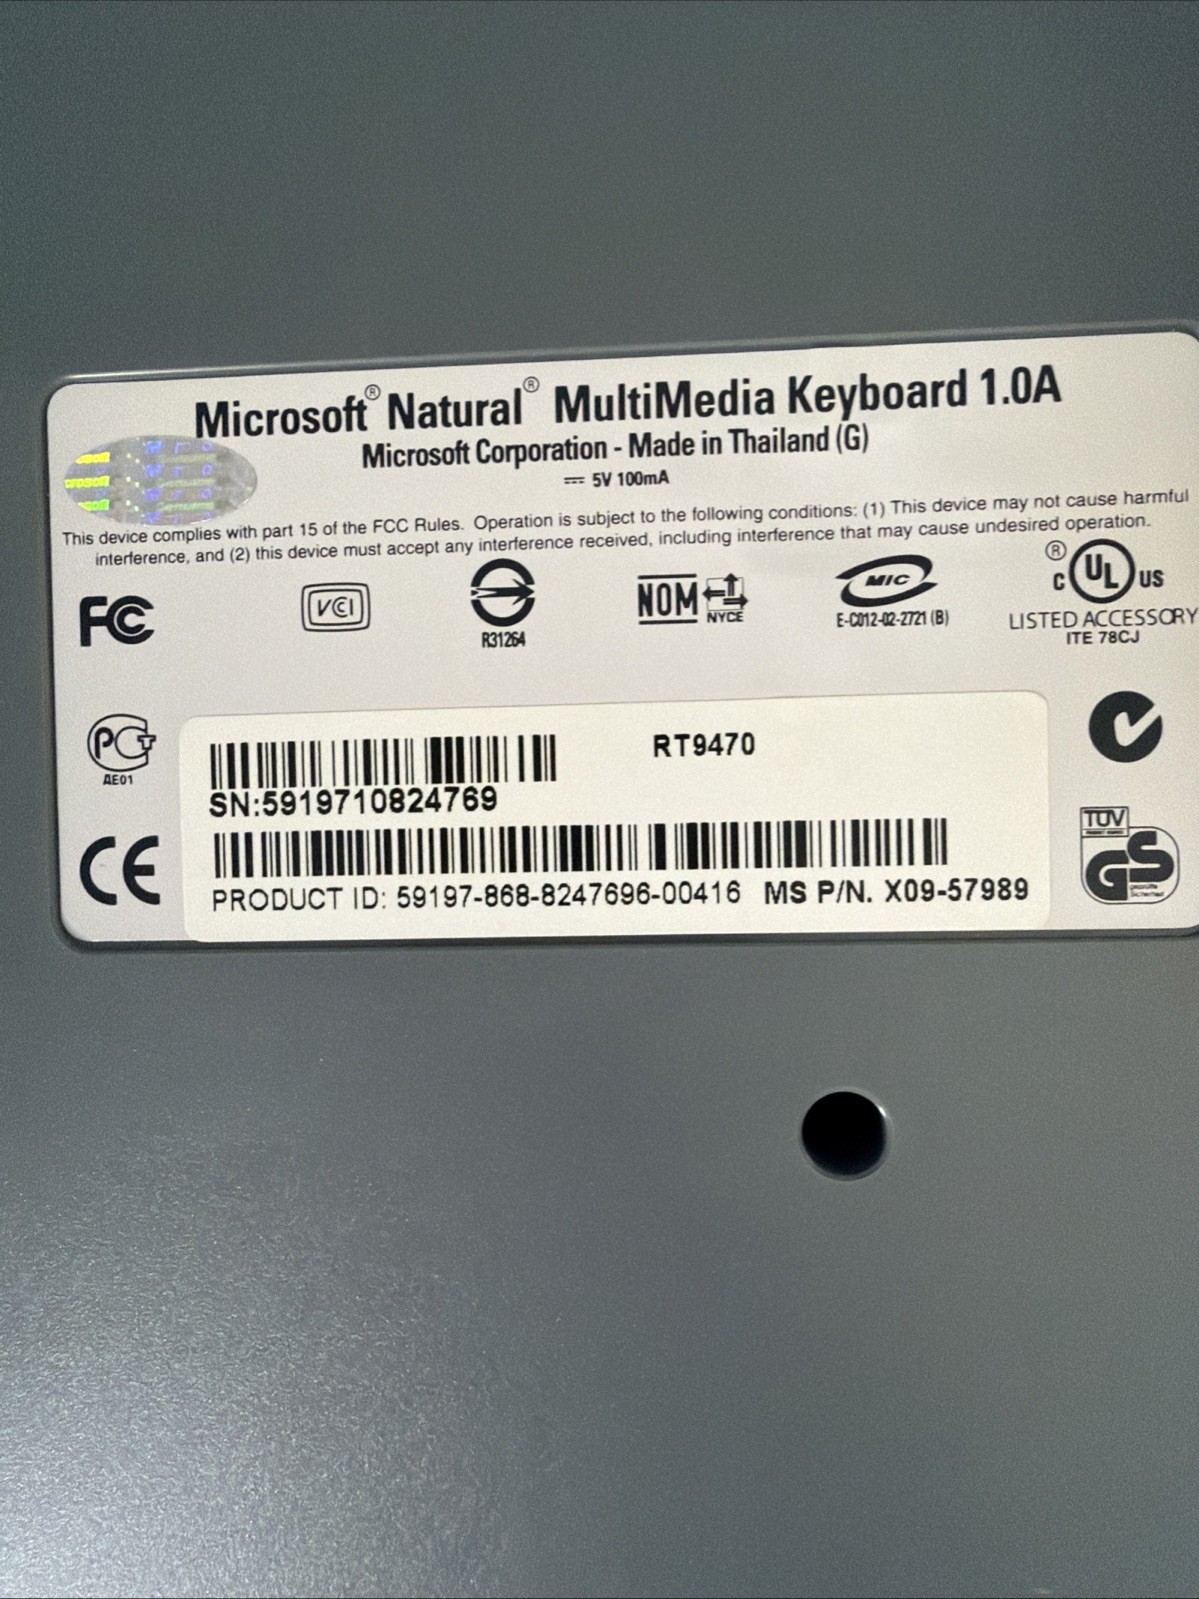 Microsoft® Natural® MultiMedia Keyboard 1.0A
Microsoft Corporation - Made in Thailand (G)
5V 100mA
This device complies with part 15 of the FCC Rules. Operation is subject to the following conditions: (1) This device may not cause harmful
interference, and (2) this device must accept any interference received, including interference that may cause undesired operation.
FC
VCI
R31264
NOM
NYCE
MIC
E-C012-02-2721 (B)
® C UL US
LISTED ACCESSORY
ITE 78CJ
PCT
AE01
RT9470
SN:5919710824769
CE
PRODUCT ID: 59197-868-8247696-00416 MS P/N. X09-57989
TUV
GS
geprüfte
Sicherheit